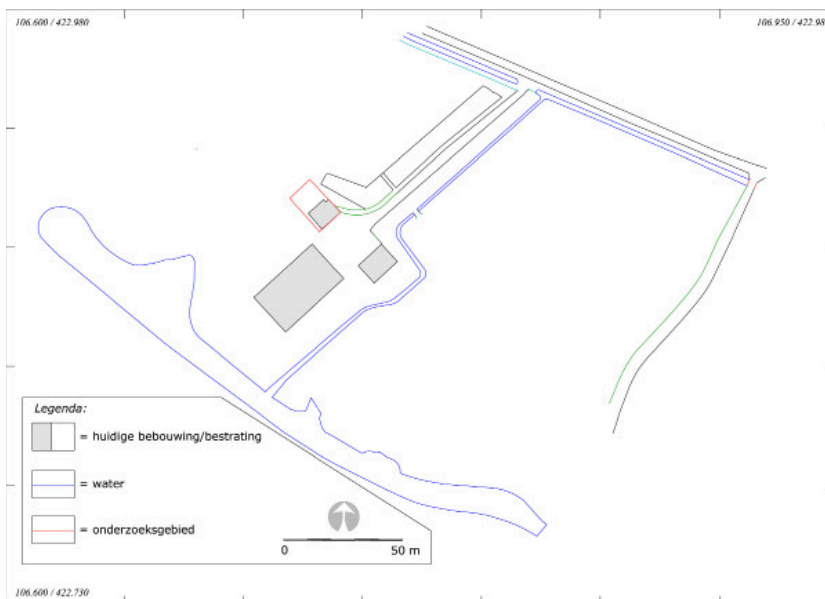 106.600 / 422.980
106.950 / 422.98
Legenda:
= huidige bebouwing/bestrating
= water
= onderzoeksgebied
0
50 m
106.600 / 422.730